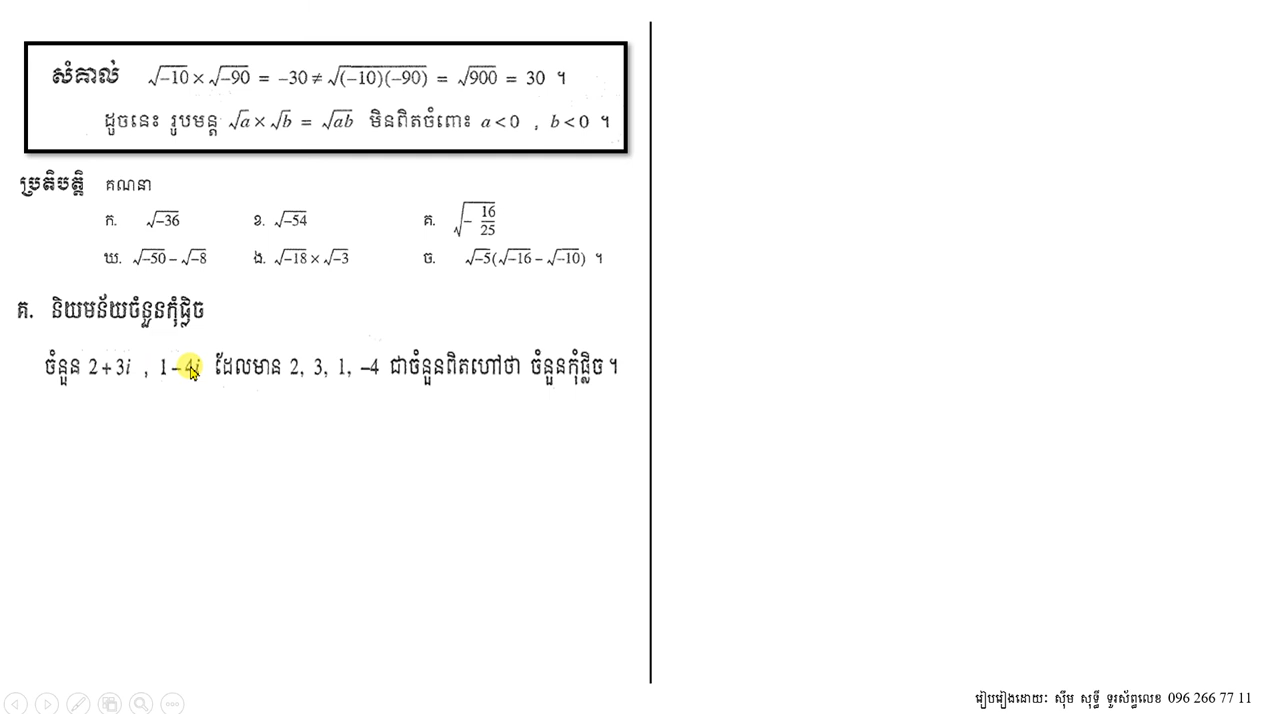 សំគាល់ √-10 × √-90 = -30 ≠ √(-10)(-90) = √900 = 30 ។
ដូចនេះ រូបមន្ត √a × √b = √ab មិនពិតចំពោះ a < 0 , b < 0 ។
ប្រតិបត្តិ គណនា
ក. √-36 ខ. √-54 គ. √-16/25
ឃ. √-50 - √-8 ង. √-18 × √-3 ច. √-5(√-16 - √-10) ។
គ. និយមន័យចំនួនកុំផ្លិច
ចំនួន 2 + 3i , 1 - 4i ដែលមាន 2, 3, 1, -4 ជាចំនួនពិតហៅថា ចំនួនកុំផ្លិច ។
រៀបរៀងដោយ: ស៊ឹម សុទ្ធី ទូរស័ព្ទលេខ 096 266 77 11